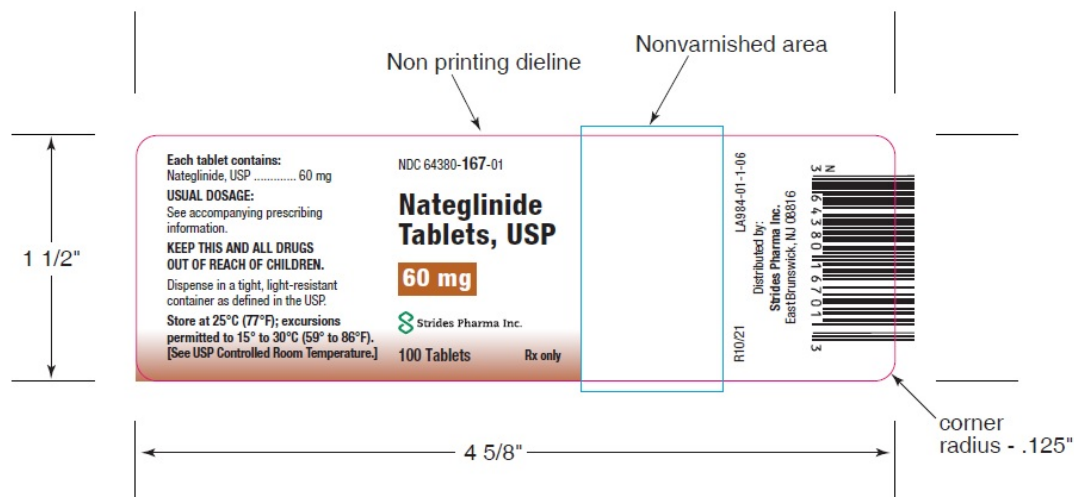 Non printing dieline
Nonvarnished area
1 1/2"
Each tablet contains:
Nateglinide, USP ............. 60 mg
USUAL DOSAGE:
See accompanying prescribing
information.
KEEP THIS AND ALL DRUGS
OUT OF REACH OF CHILDREN.
Dispense in a tight, light-resistant
container as defined in the USP.
Store at 25°C (77°F); excursions
permitted to 15° to 30°C (59° to 86°F).
[See USP Controlled Room Temperature.]
NDC 64380-167-01
Nateglinide
Tablets, USP
60 mg
Strides Pharma Inc.
100 Tablets Rx only
R10/21 LA984-01-1-06
Distributed by:
Strides Pharma Inc.
East Brunswick, NJ 08816
N
3 64380 16701 3
corner
radius - .125"
4 5/8"